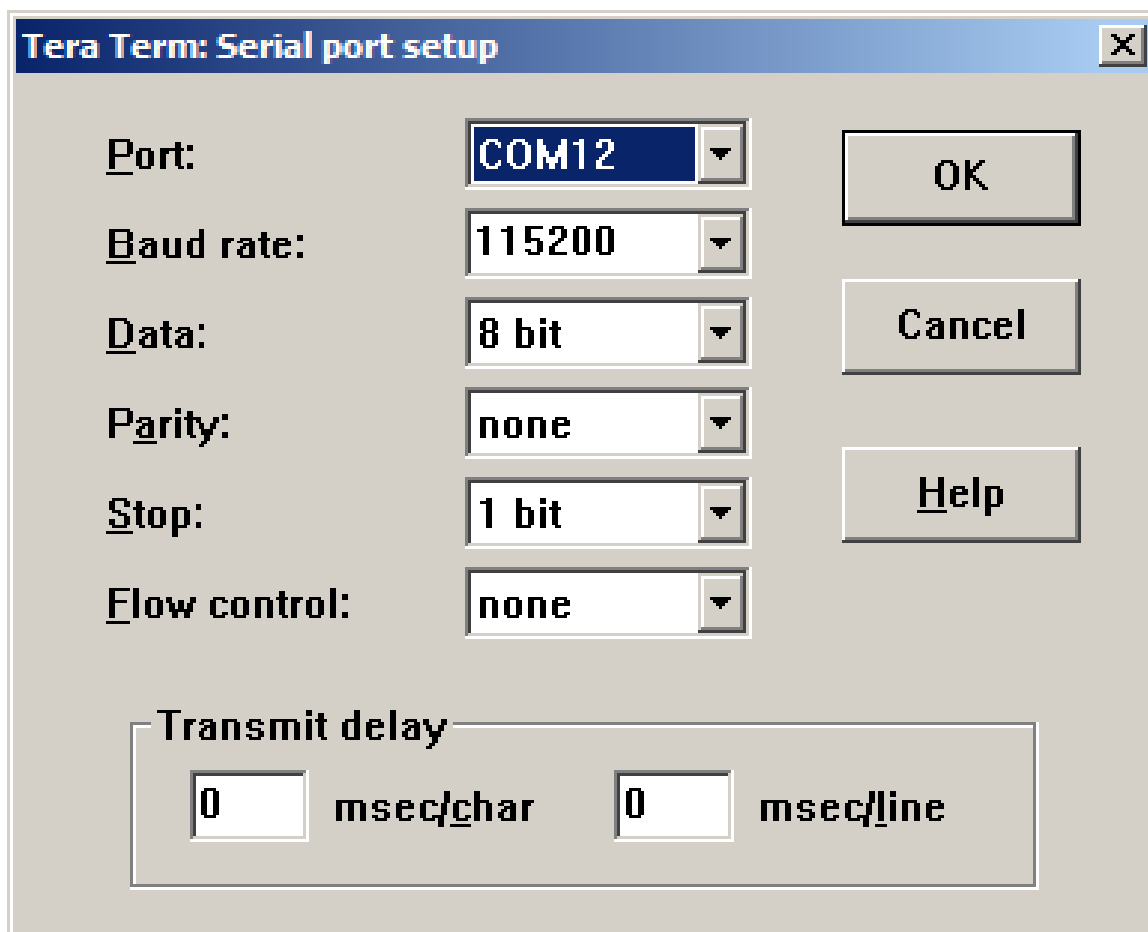 Tera Term: Serial port setup
Port: COM12 OK
Baud rate: 115200
Data: 8 bit Cancel
Parity: none
Stop: 1 bit Help
Flow control: none
Transmit delay
0 msec/char 0 msec/line